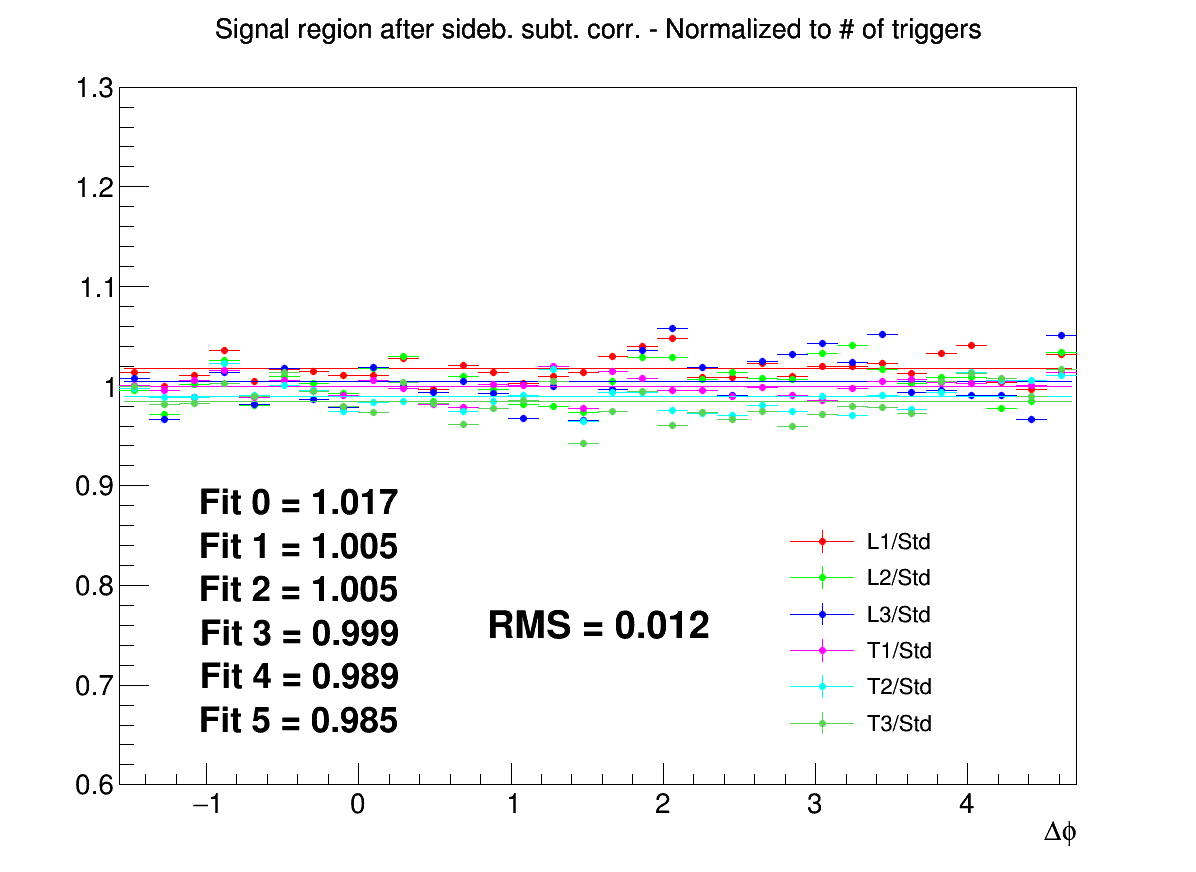 Signal region after sideb. subt. corr. - Normalized to # of triggers
1.3
1.2
1.1
1
0.9
0.8
0.7
0.6
Fit 0 = 1.017
Fit 1 = 1.005
Fit 2 = 1.005
Fit 3 = 0.999
Fit 4 = 0.989
Fit 5 = 0.985
RMS = 0.012
L1/Std
L2/Std
L3/Std
T1/Std
T2/Std
T3/Std
−1 0 1 2 3 4
Δϕ